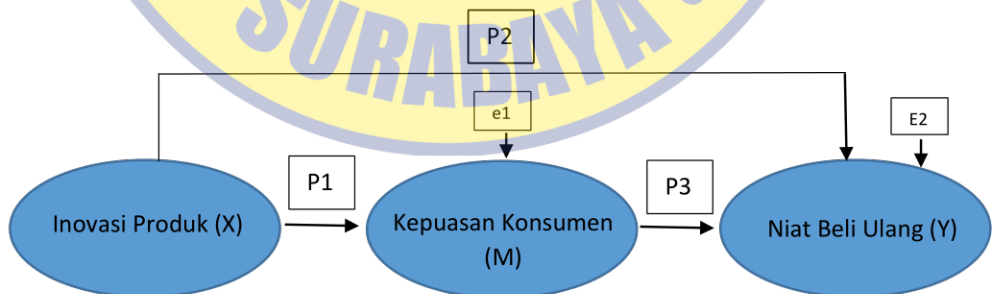 SURABAYA
P2
e1
E2
P1
P3
Inovasi Produk (X)
Kepuasan Konsumen
(M)
Niat Beli Ulang (Y)